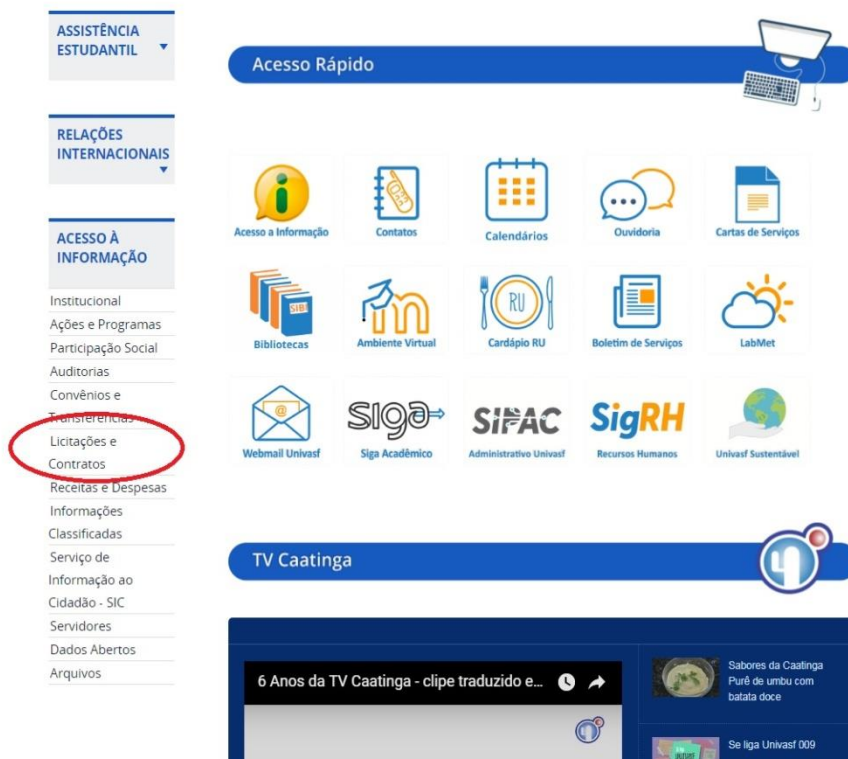 ASSISTÊNCIA
ESTUDANTIL
RELAÇÕES
INTERNACIONAIS
ACESSO À
INFORMAÇÃO
Institucional
Ações e Programas
Participação Social
Auditorias
Convênios e
Transferências
Licitações e
Contratos
Receitas e Despesas
Informações
Classificadas
Serviço de
Informação ao
Cidadão - SIC
Servidores
Dados Abertos
Arquivos
Acesso Rápido
Acesso a Informação
Contatos
Calendários
Ouvidoria
Cartas de Serviços
SIBI
Bibliotecas
Ambiente Virtual
RU
Cardápio RU
Boletim de Serviços
LabMet
@
Webmail Univasf
SIGa
Siga Acadêmico
SIPAC
Administrativo Univasf
SigRH
Recursos Humanos
Univasf Sustentável
TV Caatinga
6 Anos da TV Caatinga - clipe traduzido e...
Sabores da Caatinga
Purê de umbu com
batata doce
Se liga Univasf 009